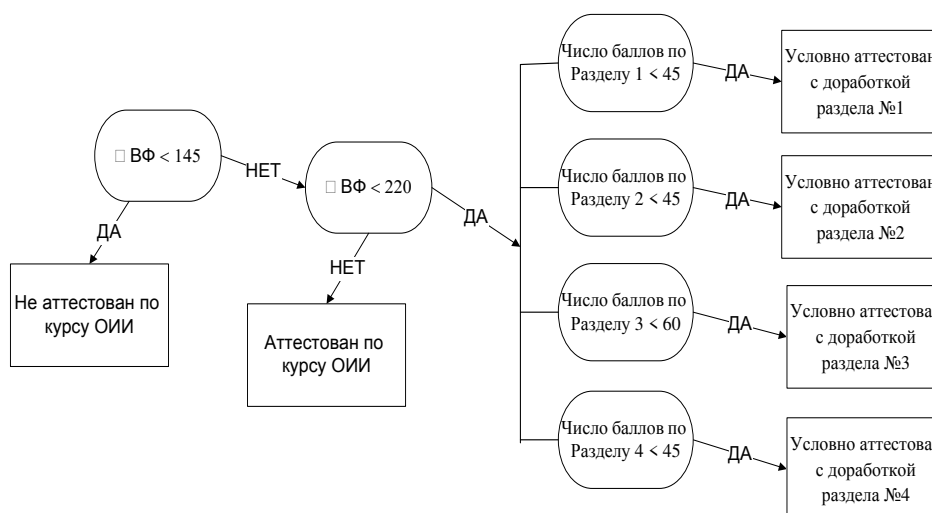 □ ВФ < 145
ДА
Не аттестован по
курсу ОИИ
НЕТ
□ ВФ < 220
НЕТ
Аттестован по
курсу ОИИ
ДА
Число баллов по
Разделу 1 < 45
ДА
Условно аттестован
с доработкой
раздела №1
Число баллов по
Разделу 2 < 45
ДА
Условно аттестован
с доработкой
раздела №2
Число баллов по
Разделу 3 < 60
ДА
Условно аттестова
с доработкой
раздела №3
Число баллов по
Разделу 4 < 45
ДА
Условно аттестова
с доработкой
раздела №4